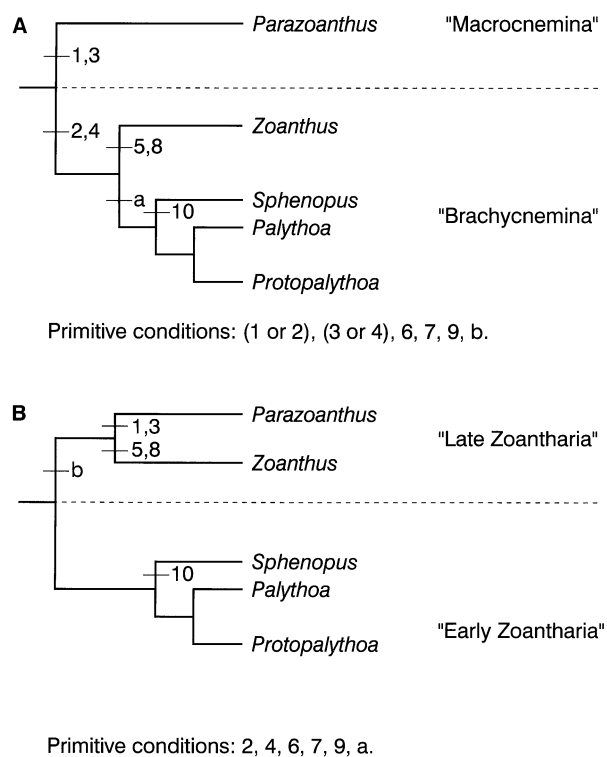 A
Parazoanthus "Macrocnemina"
1,3
2,4
Zoanthus
5,8
a
Sphenopus
10
"Brachycnemina"
Palythoa
Protopalythoa
Primitive conditions: (1 or 2), (3 or 4), 6, 7, 9, b.
B
Parazoanthus
1,3
"Late Zoantharia"
5,8
Zoanthus
b
Sphenopus
10
Palythoa
"Early Zoantharia"
Protopalythoa
Primitive conditions: 2, 4, 6, 7, 9, a.